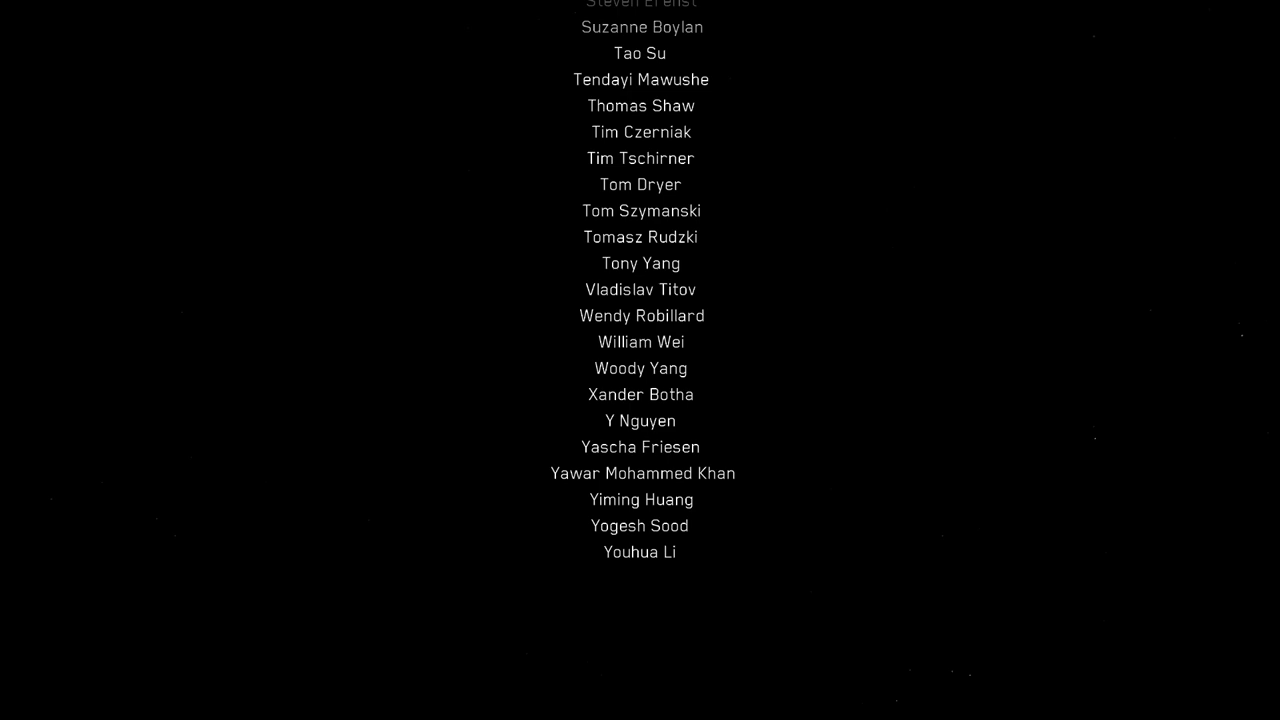 Suzanne Boylan
Tao Su
Tendayi Mawushe
Thomas Shaw
Tim Czerniak
Tim Tschirner
Tom Dryer
Tom Szymanski
Tomasz Rudzki
Tony Yang
Vladislav Titov
Wendy Robillard
William Wei
Woody Yang
Xander Botha
Y Nguyen
Yascha Friesen
Yawar Mohammed Khan
Yiming Huang
Yogesh Sood
Youhua Li